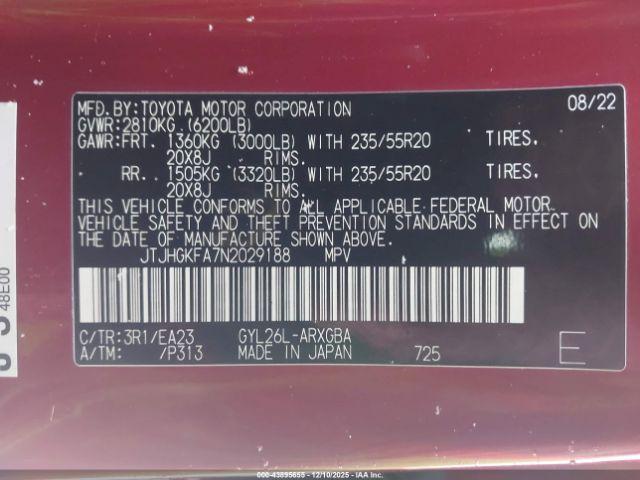 MFD.BY:TOYOTA MOTOR CORPORATION 08/22
GVWR:2810KG (6200LB)
GAWR:FRT. 1360KG (3000LB) WITH 235/55R20 TIRES.
20X8J RIMS.
RR.. 1505KG (3320LB) WITH 235/55R20 TIRES.
20X8J RIMS.
THIS VEHICLE CONFORMS TO ALL APPLICABLE FEDERAL MOTOR
VEHICLE SAFETY AND THEFT PREVENTION STANDARDS IN EFFECT ON
THE DATE OF MANUFACTURE SHOWN ABOVE.
JTJHGKFA7N2029188 MPV
C/TR:3R1/EA23 GYL26L-ARXGBA
A/TM: /P313 MADE IN JAPAN 725 E
48E00
000-43895655 - 12/10/2025 - IAA Inc.